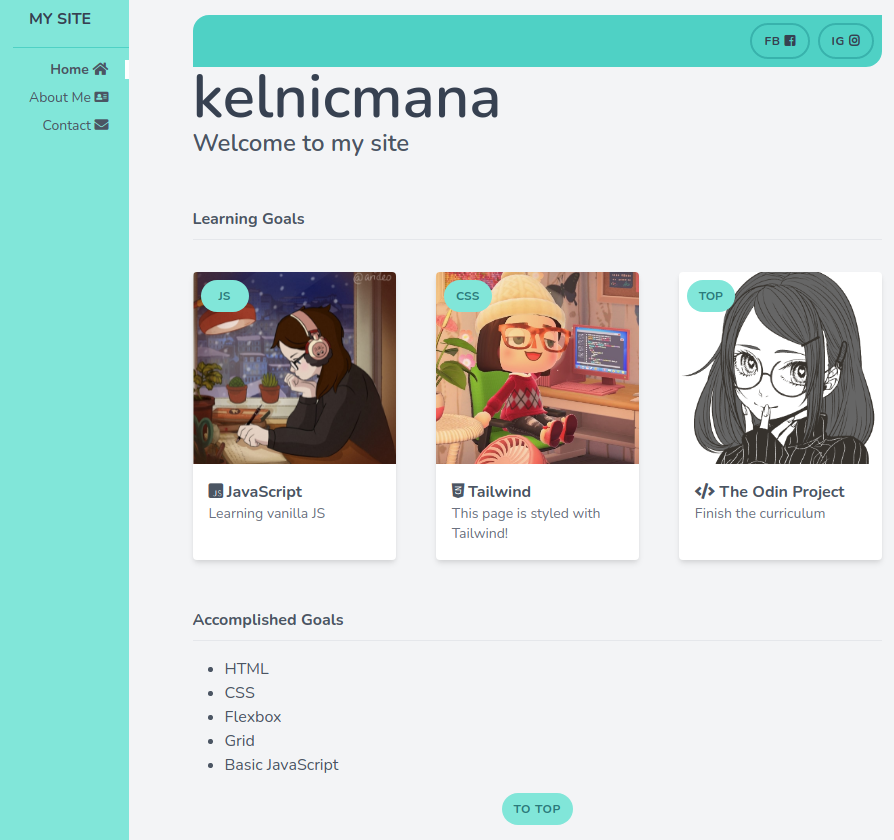 MY SITE
Home
About Me
Contact
FB
IG
kelnicmana
Welcome to my site
Learning Goals
JS
@andeo
CSS
TOP
JS JavaScript
Learning vanilla JS
Tailwind
This page is styled with
Tailwind!
</> The Odin Project
Finish the curriculum
Accomplished Goals
• HTML
• CSS
• Flexbox
• Grid
• Basic JavaScript
TO TOP